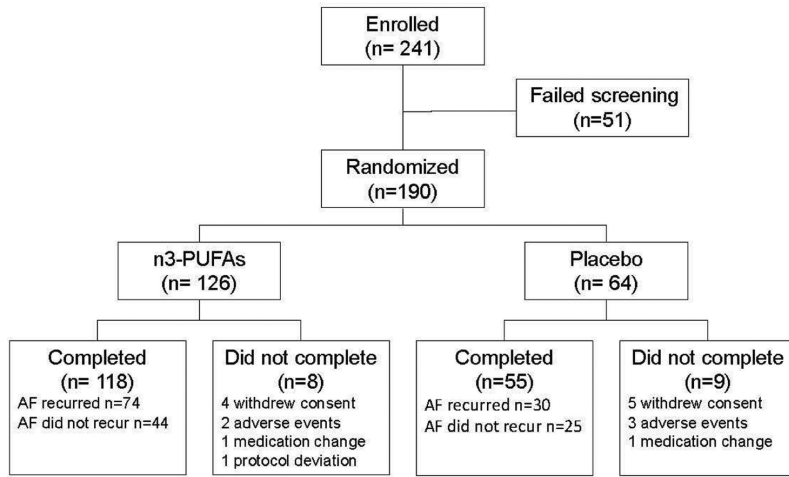 Enrolled
(n= 241)
Failed screening
(n=51)
Randomized
(n=190)
n3-PUFAs
(n= 126)
Placebo
(n= 64)
Completed
(n= 118)
AF recurred n=74
AF did not recur n=44
Did not complete
(n=8)
4 withdrew consent
2 adverse events
1 medication change
1 protocol deviation
Completed
(n=55)
AF recurred n=30
AF did not recur n=25
Did not complete
(n=9)
5 withdrew consent
3 adverse events
1 medication change